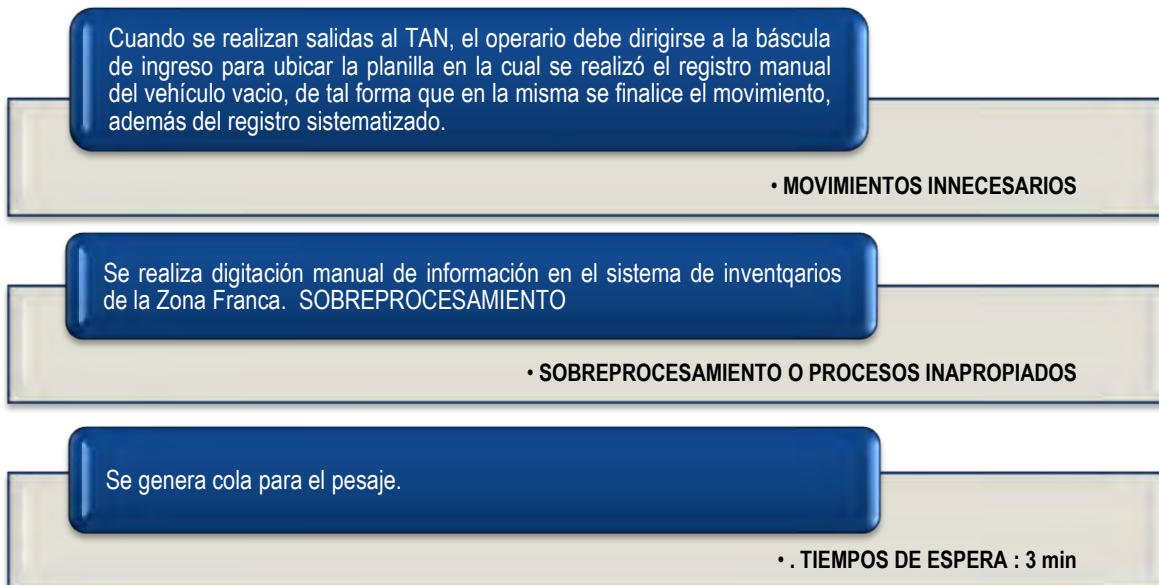 Cuando se realizan salidas al TAN, el operario debe dirigirse a la báscula
de ingreso para ubicar la planilla en la cual se realizó el registro manual
del vehículo vacio, de tal forma que en la misma se finalice el movimiento,
además del registro sistematizado.
• MOVIMIENTOS INNECESARIOS
Se realiza digitación manual de información en el sistema de inventqarios
de la Zona Franca. SOBREPROCESAMIENTO
• SOBREPROCESAMIENTO O PROCESOS INAPROPIADOS
Se genera cola para el pesaje.
• . TIEMPOS DE ESPERA : 3 min